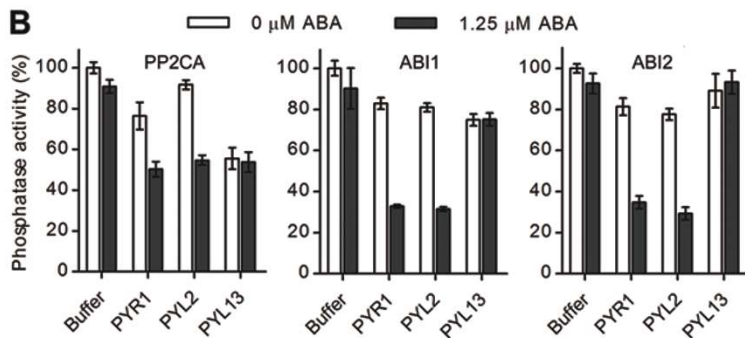 B
0 μM ABA
1.25 μM ABA
Phosphatase activity (%)
PP2CA
100
80
60
40
20
0
Buffer
PYR1
PYL2
PYL13
ABI1
100
80
60
40
20
0
Buffer
PYR1
PYL2
PYL13
ABI2
100
80
60
40
20
0
Buffer
PYR1
PYL2
PYL13